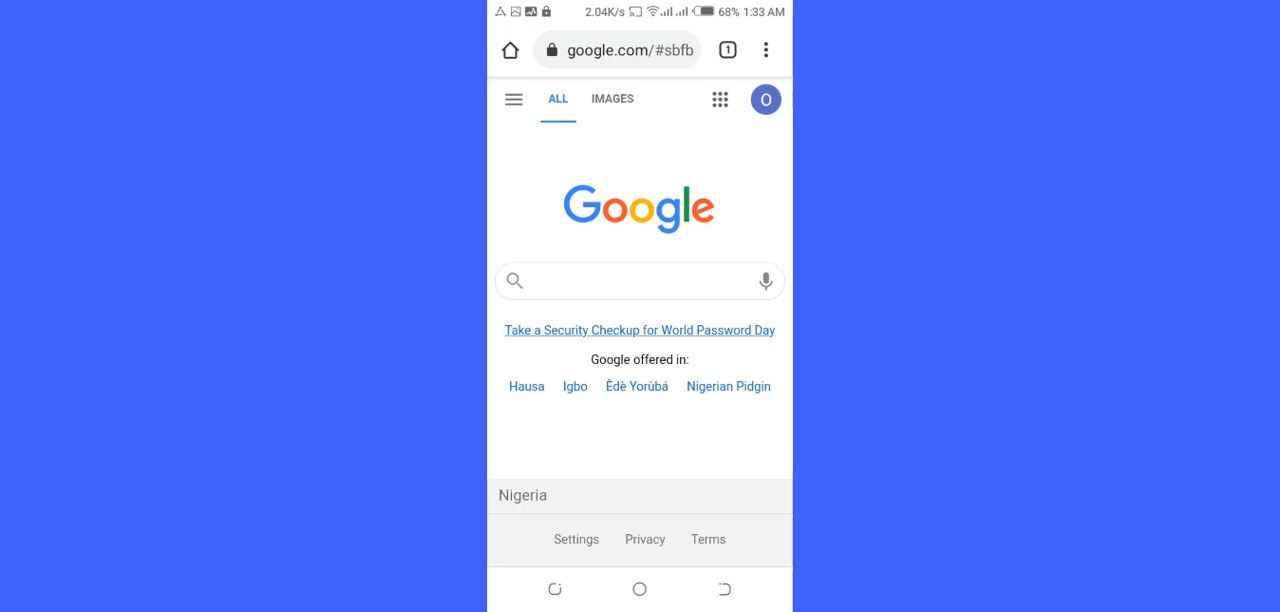 2.04K/s 68% 1:33 AM
google.com/#sbfb 1
ALL IMAGES O
Google
Take a Security Checkup for World Password Day
Google offered in:
Hausa Igbo Èdè Yorùbá Nigerian Pidgin
Nigeria
Settings Privacy Terms